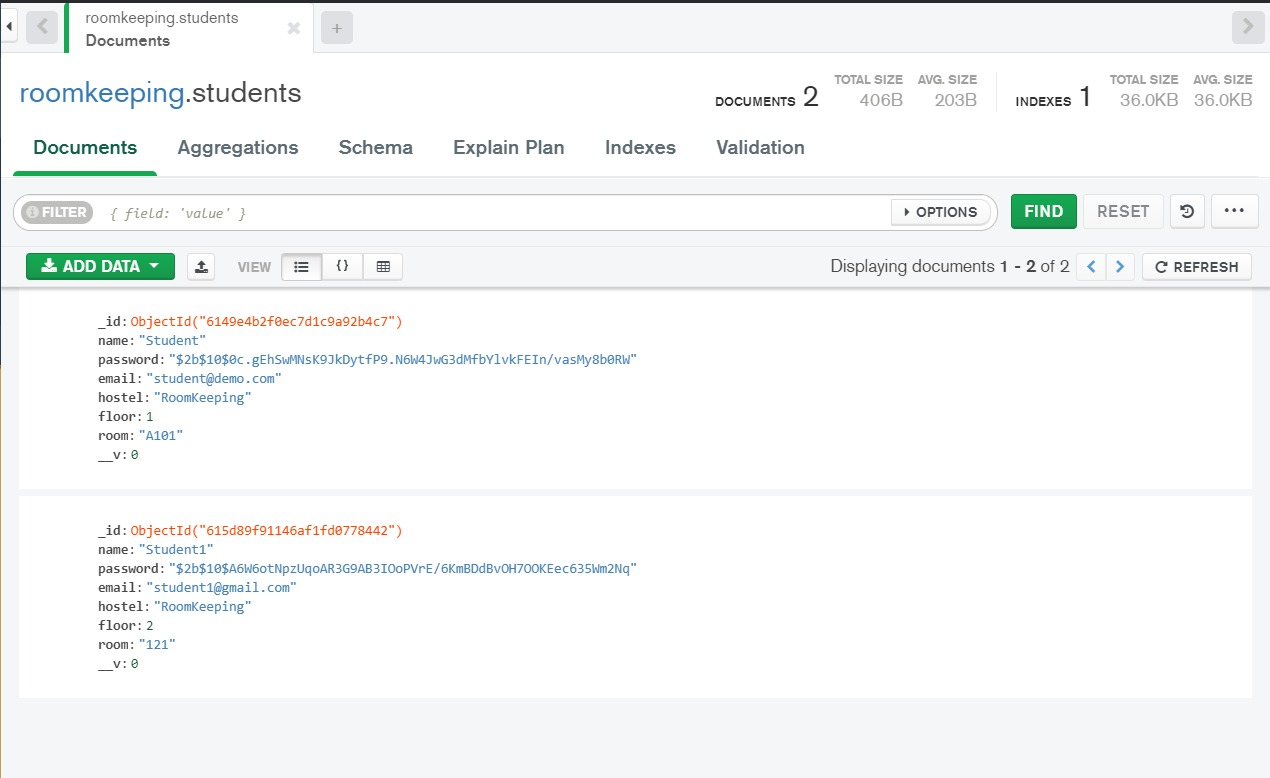 roomkeeping.students
Documents
+
roomkeeping.students
DOCUMENTS 2 TOTAL SIZE 406B AVG. SIZE 203B INDEXES 1 TOTAL SIZE 36.0KB AVG. SIZE 36.0KB
Documents Aggregations Schema Explain Plan Indexes Validation
FILTER { field: 'value' } OPTIONS FIND RESET ...
ADD DATA VIEW {} Displaying documents 1 - 2 of 2 < > REFRESH
_id: ObjectId("6149e4b2f0ec7d1c9a92b4c7")
name: "Student"
password: "$2b$10$0c.gEhSwMNsK9JkDytfP9.N6W4JwG3dMfbYlvkFEIn/vasMy8b0RW"
email: "student@demo.com"
hostel: "RoomKeeping"
floor: 1
room: "A101"
__v: 0
_id: ObjectId("615d89f91146af1fd0778442")
name: "Student1"
password: "$2b$10$A6W6otNpzUqoAR3G9AB3IOoPVrE/6KmBDdBvOH7OOKEec635Wm2Nq"
email: "student1@gmail.com"
hostel: "RoomKeeping"
floor: 2
room: "121"
__v: 0